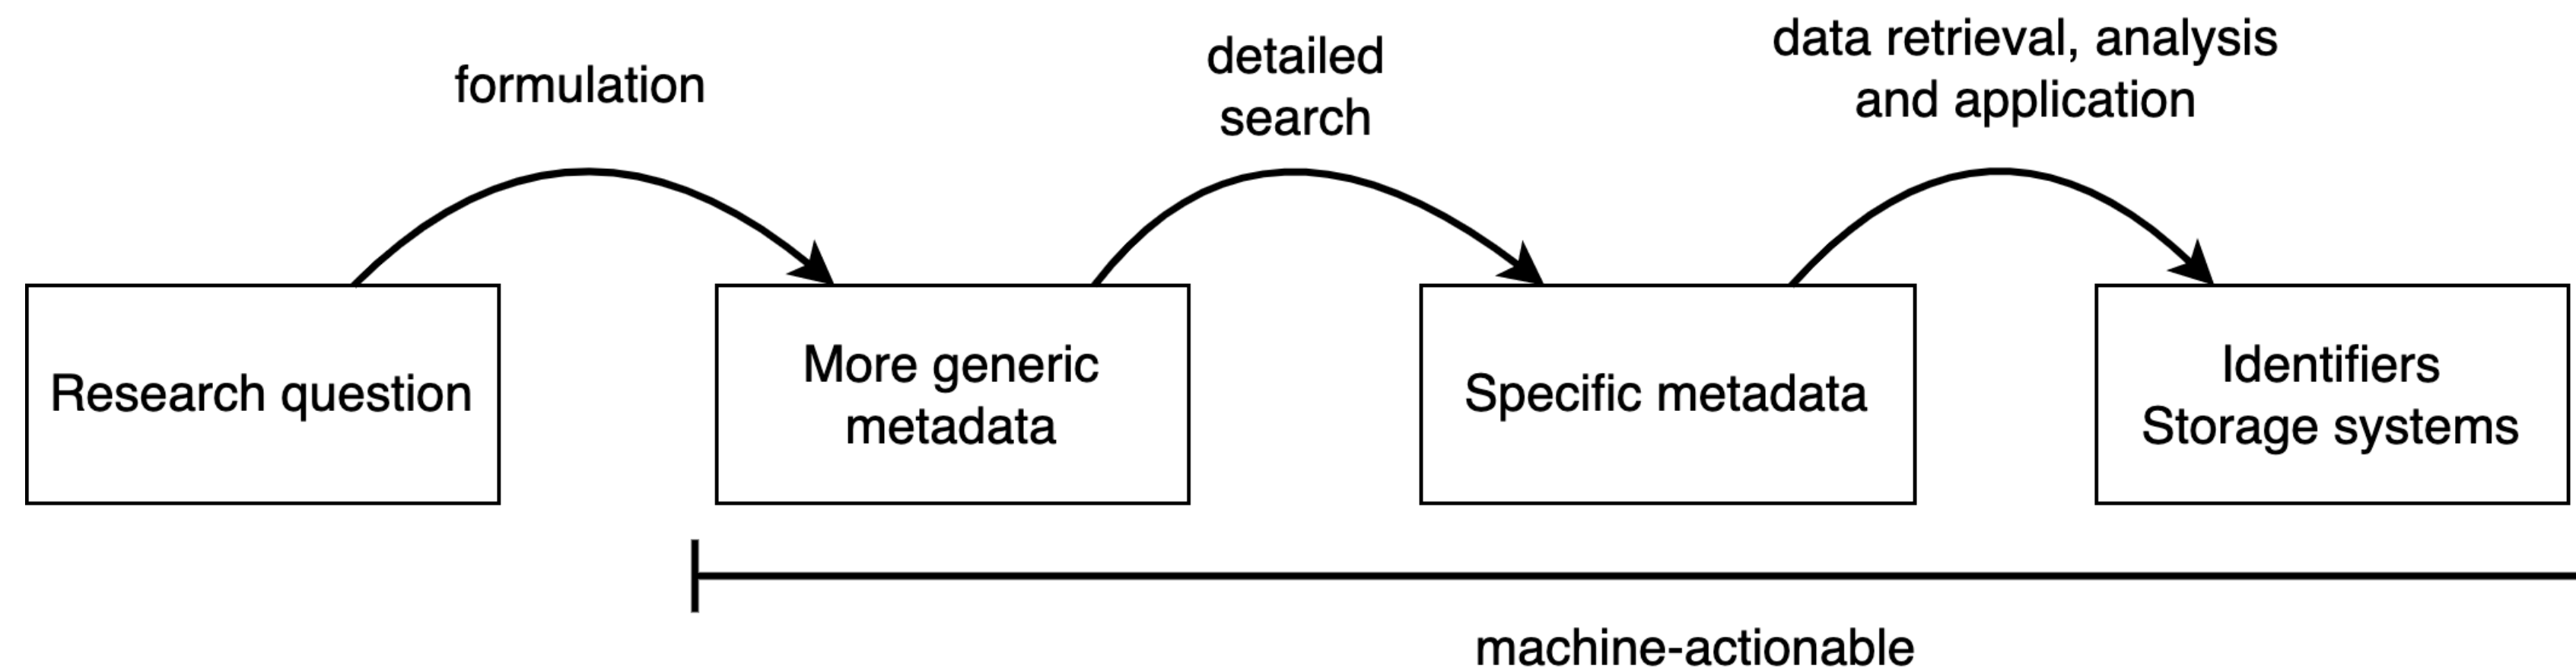 formulation
detailed
search
data retrieval, analysis
and application
Research question
More generic
metadata
Specific metadata
Identifiers
Storage systems
machine-actionable